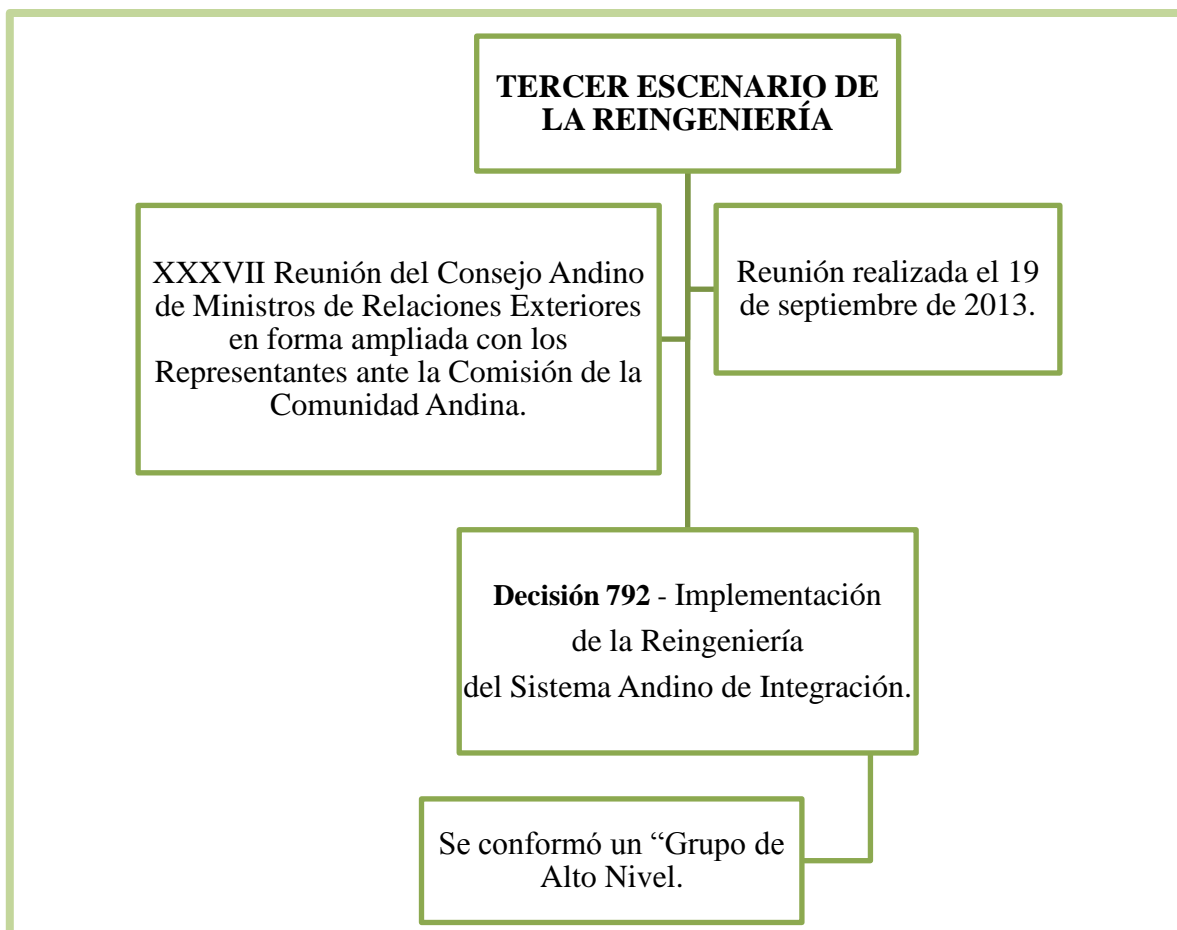 TERCER ESCENARIO DE
LA REINGENIERÍA
XXXVII Reunión del Consejo Andino
de Ministros de Relaciones Exteriores
en forma ampliada con los
Representantes ante la Comisión de la
Comunidad Andina.
Reunión realizada el 19
de septiembre de 2013.
Decisión 792 - Implementación
de la Reingeniería
del Sistema Andino de Integración.
Se conformó un “Grupo de
Alto Nivel.